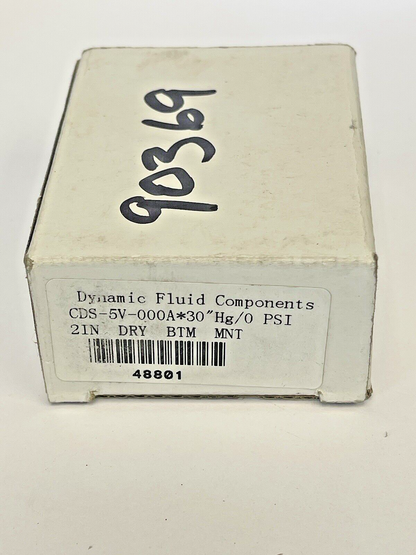 90369
Dynamic Fluid Components
CDS-5V-000A*30"Hg/0 PSI
2IN DRY BTM MNT
48801